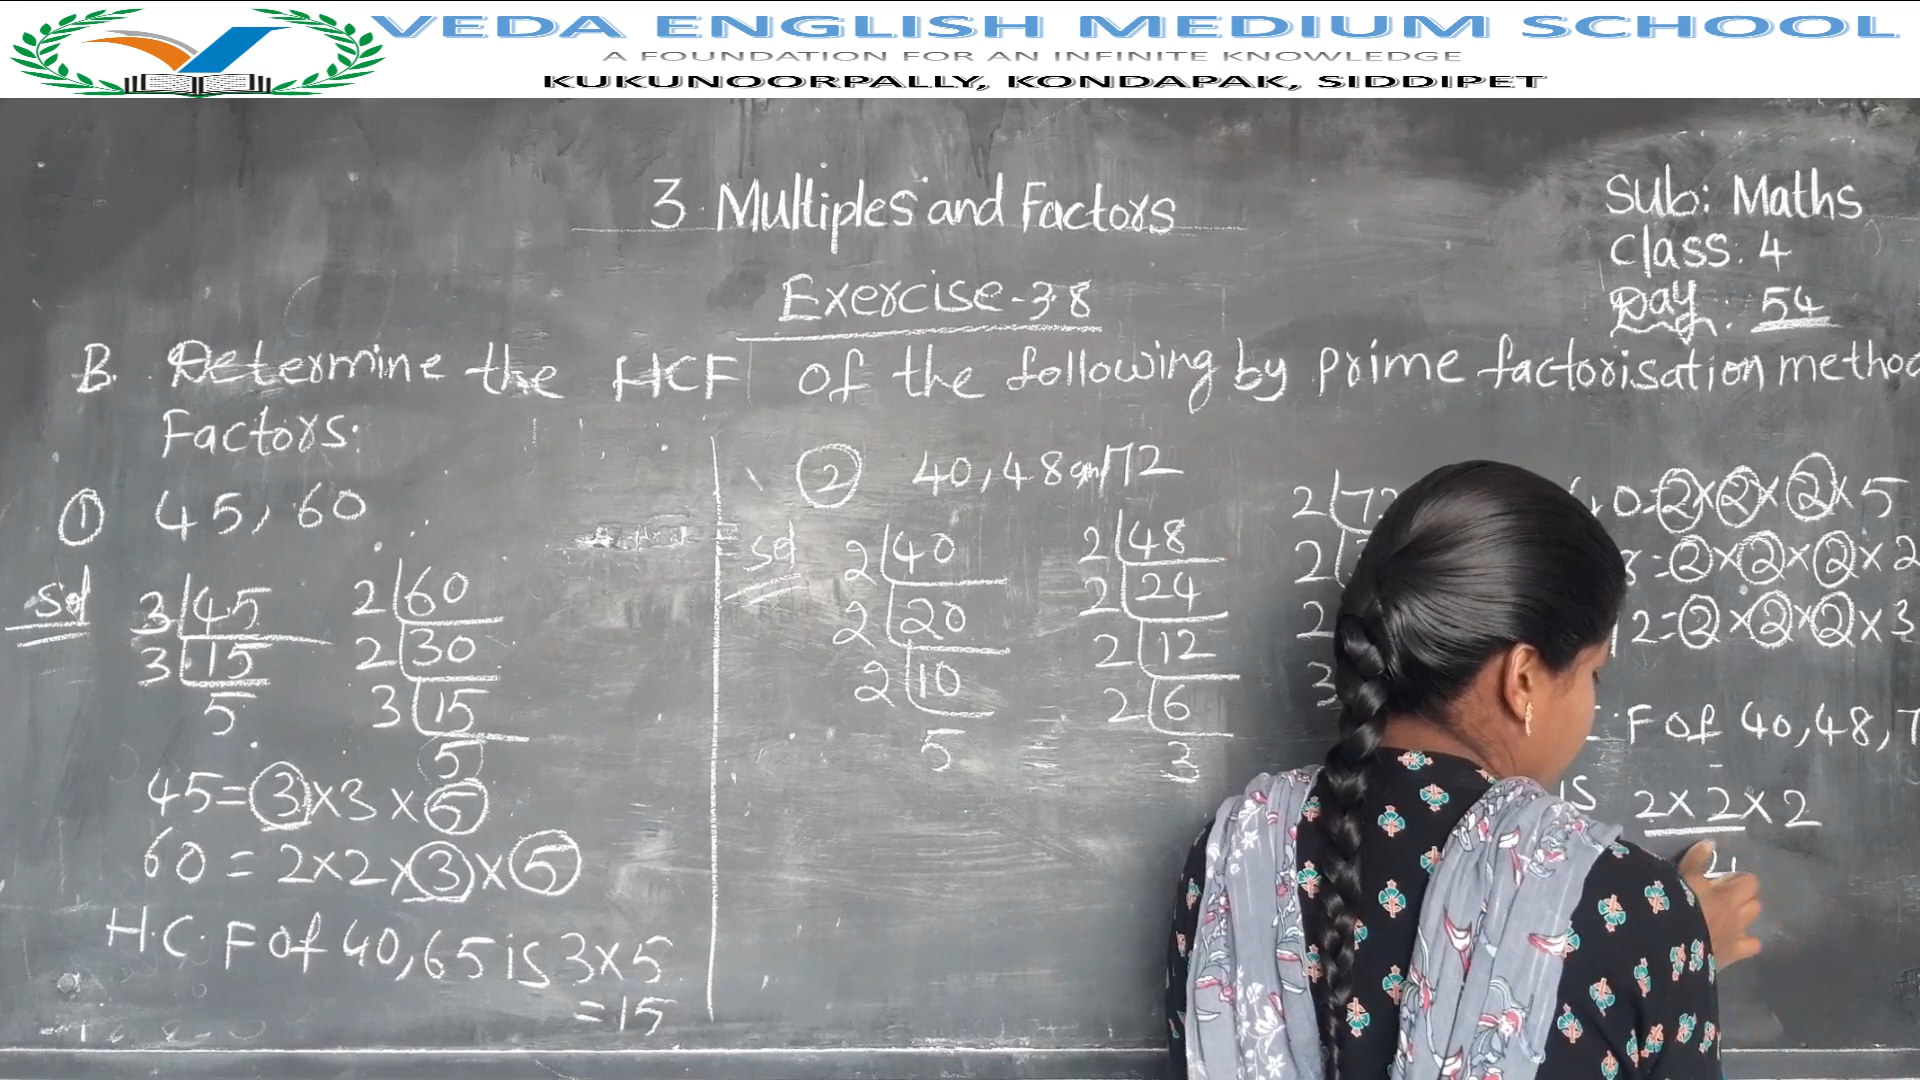 VEDA ENGLISH MEDIUM SCHOOL
A FOUNDATION FOR AN INFINITE KNOWLEDGE
KUKUNOORPALLY, KONDAPAK, SIDDIPET
3. Multiples and Factors
Sub: Maths
Class: 4
Day: 54
Exercise-3.8
B. Determine the HCF of the following by prime factorisation method
Factors:
① 45, 60
Sol
3 45
3 15
5
2 60
2 30
3 15
5
45=3×3×5
60 = 2×2×3×5
H.C.F of 40,65 is 3×5
=15
② 40,48 and 72
Sol
2 40
2 20
2 10
5
2 48
2 24
2 12
2 6
3
2 72
2
2
3
40=2×2×2×5
8=2×2×2×2
2=2×2×2×3
F of 40,48,7
is 2×2×2
4